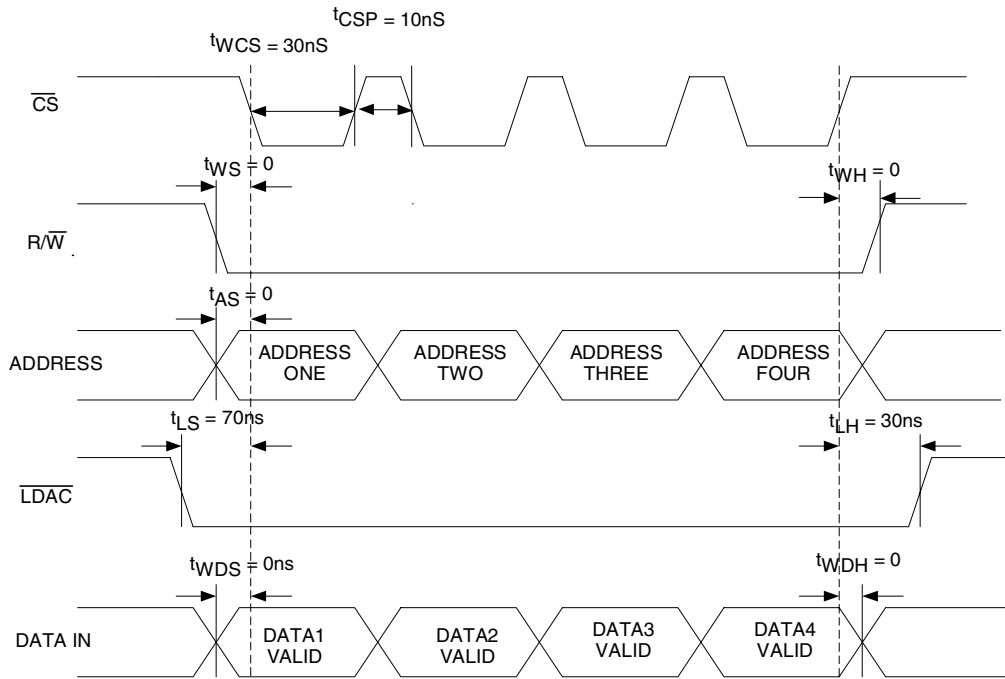 tCSP = 10nS
tWCS = 30nS
CS
tWS = 0
tWH = 0
R/W
tAS = 0
ADDRESS
ADDRESS
ONE
ADDRESS
TWO
ADDRESS
THREE
ADDRESS
FOUR
tLS = 70ns
tLH = 30ns
LDAC
tWDS = 0ns
tWDH = 0
DATA IN
DATA1
VALID
DATA2
VALID
DATA3
VALID
DATA4
VALID